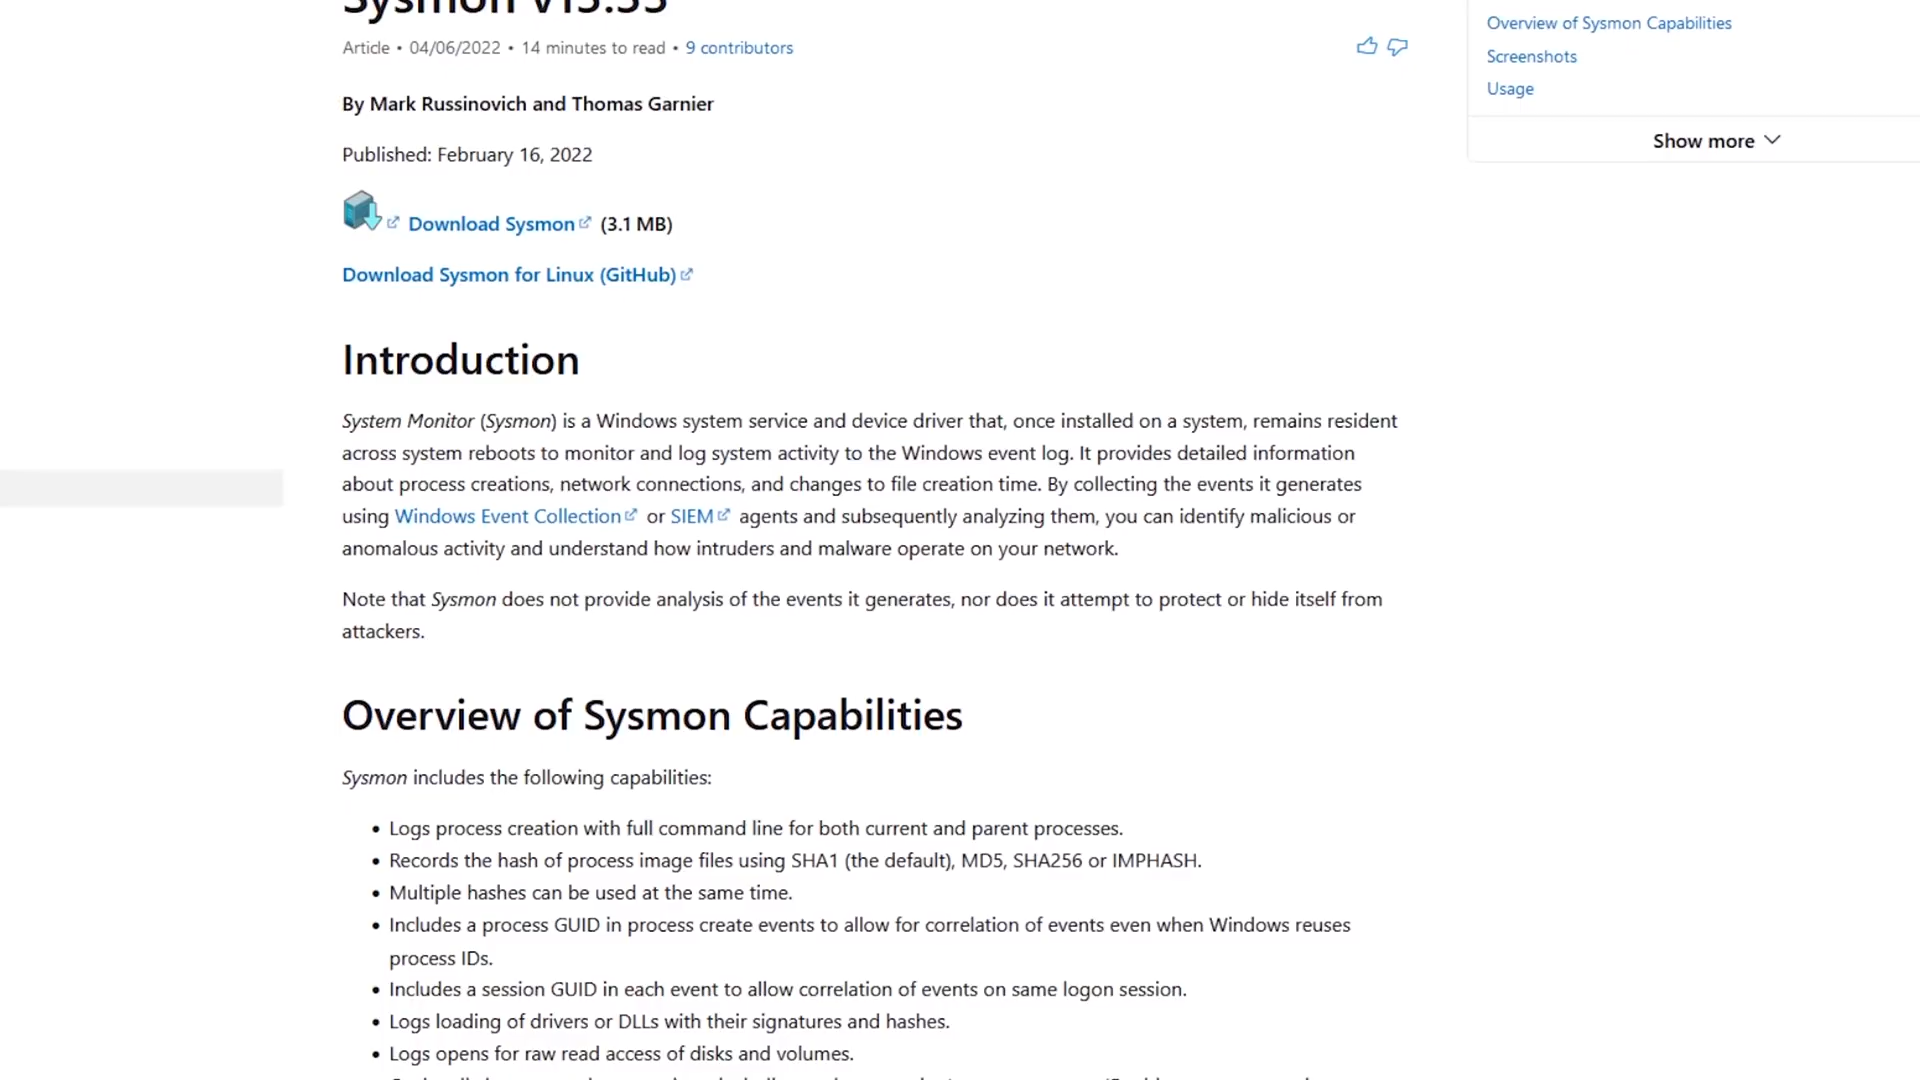 Sysmon v13.33
Article • 04/06/2022 • 14 minutes to read • 9 contributors
By Mark Russinovich and Thomas Garnier
Published: February 16, 2022
Download Sysmon (3.1 MB)
Download Sysmon for Linux (GitHub)
Introduction
System Monitor (Sysmon) is a Windows system service and device driver that, once installed on a system, remains resident
across system reboots to monitor and log system activity to the Windows event log. It provides detailed information
about process creations, network connections, and changes to file creation time. By collecting the events it generates
using Windows Event Collection or SIEM agents and subsequently analyzing them, you can identify malicious or
anomalous activity and understand how intruders and malware operate on your network.
Note that Sysmon does not provide analysis of the events it generates, nor does it attempt to protect or hide itself from
attackers.
Overview of Sysmon Capabilities
Sysmon includes the following capabilities:
• Logs process creation with full command line for both current and parent processes.
• Records the hash of process image files using SHA1 (the default), MD5, SHA256 or IMPHASH.
• Multiple hashes can be used at the same time.
• Includes a process GUID in process create events to allow for correlation of events even when Windows reuses
process IDs.
• Includes a session GUID in each event to allow correlation of events on same logon session.
• Logs loading of drivers or DLLs with their signatures and hashes.
• Logs opens for raw read access of disks and volumes.
Overview of Sysmon Capabilities
Screenshots
Usage
Show more